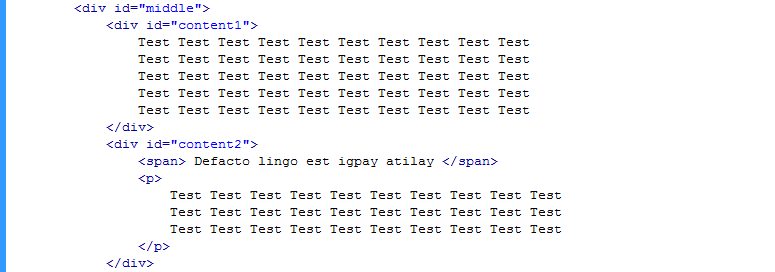 <div id="middle">
<div id="content1">
Test Test Test Test Test Test Test Test Test Test
Test Test Test Test Test Test Test Test Test Test
Test Test Test Test Test Test Test Test Test Test
Test Test Test Test Test Test Test Test Test Test
Test Test Test Test Test Test Test Test Test Test
</div>
<div id="content2">
<span> Defacto lingo est igpay atilay </span>
<p>
Test Test Test Test Test Test Test Test Test Test
Test Test Test Test Test Test Test Test Test Test
Test Test Test Test Test Test Test Test Test Test
</p>
</div>